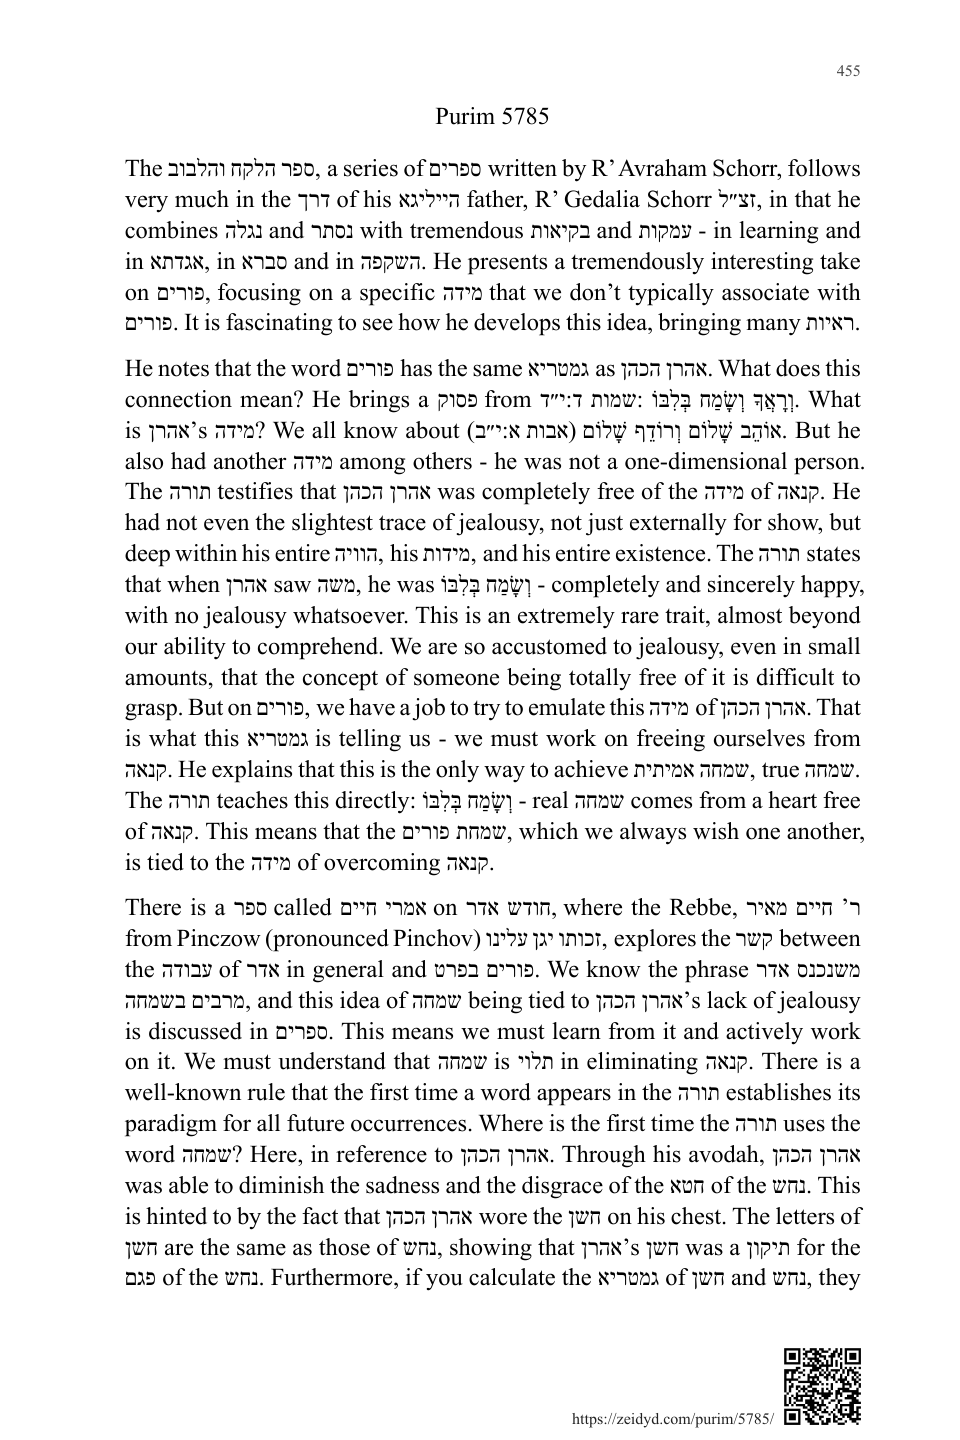 455
Purim 5785
The ספר הלקח והלבוב, a series of ספרים written by R’ Avraham Schorr, follows
very much in the דרך of his הייליגא father, R’ Gedalia Schorr זצ״ל, in that he
combines נגלה and נסתר with tremendous בקיאות and עמקות - in learning and
in אגדתא, in סברא and in השקפה. He presents a tremendously interesting take
on פורים, focusing on a specific מידה that we don’t typically associate with
פורים. It is fascinating to see how he develops this idea, bringing many ראיות.
He notes that the word פורים has the same גמטריא as אהרן הכהן. What does this
connection mean? He brings a פסוק from שמות ד:י״ד: וְרָאֲךָ וְשָׂמַח בְּלִבּוֹ. What
is אהרן’s מידה? We all know about אוֹהֵב שָׁלוֹם וְרוֹדֵף שָׁלוֹם (אבות א:י״ב). But he
also had another מידה among others - he was not a one-dimensional person.
The תורה testifies that אהרן הכהן was completely free of the מידה of קנאה. He
had not even the slightest trace of jealousy, not just externally for show, but
deep within his entire הוויה, his מידות, and his entire existence. The תורה states
that when אהרן saw משה, he was וְשָׂמַח בְּלִבּוֹ - completely and sincerely happy,
with no jealousy whatsoever. This is an extremely rare trait, almost beyond
our ability to comprehend. We are so accustomed to jealousy, even in small
amounts, that the concept of someone being totally free of it is difficult to
grasp. But on פורים, we have a job to try to emulate this מידה of אהרן הכהן. That
is what this גמטריא is telling us - we must work on freeing ourselves from
קנאה. He explains that this is the only way to achieve שמחה אמיתית, true שמחה.
The תורה teaches this directly: וְשָׂמַח בְּלִבּוֹ - real שמחה comes from a heart free
of קנאה. This means that the שמחת פורים, which we always wish one another,
is tied to the מידה of overcoming קנאה.
There is a ספר called אמרי חיים on חודש אדר, where the Rebbe, ר’ חיים מאיר
from Pinczow (pronounced Pinchov) זכותו יגן עלינו, explores the קשר between
the עבודה of אדר in general and פורים בפרט. We know the phrase משנכנס אדר
מרבים בשמחה, and this idea of שמחה being tied to אהרן הכהן’s lack of jealousy
is discussed in ספרים. This means we must learn from it and actively work
on it. We must understand that שמחה is תלוי in eliminating קנאה. There is a
well-known rule that the first time a word appears in the תורה establishes its
paradigm for all future occurrences. Where is the first time the תורה uses the
word שמחה? Here, in reference to אהרן הכהן. Through his avodah, אהרן הכהן
was able to diminish the sadness and the disgrace of the חטא of the נחש. This
is hinted to by the fact that אהרן הכהן wore the חשן on his chest. The letters of
חשן are the same as those of נחש, showing that אהרן’s חשן was a תיקון for the
פגם of the נחש. Furthermore, if you calculate the גמטריא of חשן and נחש, they
https://zeidyd.com/purim/5785/